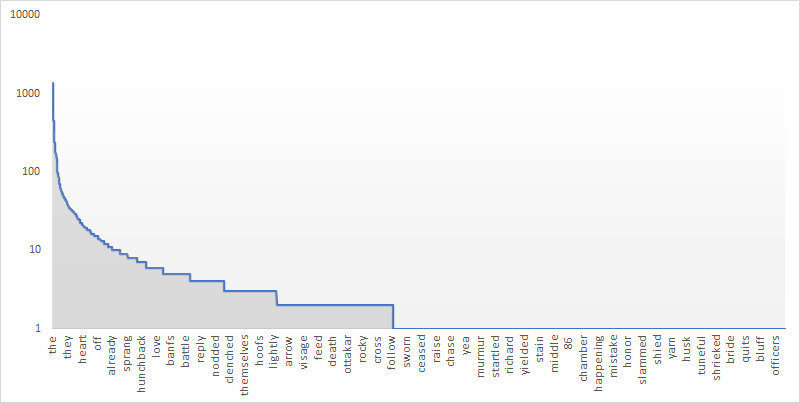 10000
1000
100
10
1
the
they
heart
off
already
sprang
hunchback
love
banfs
battle
reply
nodded
clenched
themselves
hoofs
lightly
arrow
visage
feed
death
ottakar
rocky
cross
follow
sworn
ceased
raise
chase
yea
murmur
startled
richard
yielded
stain
middle
86
chamber
happening
mistake
honor
slammed
shied
yarn
husk
tuneful
shrieked
bride
quits
bluff
officers